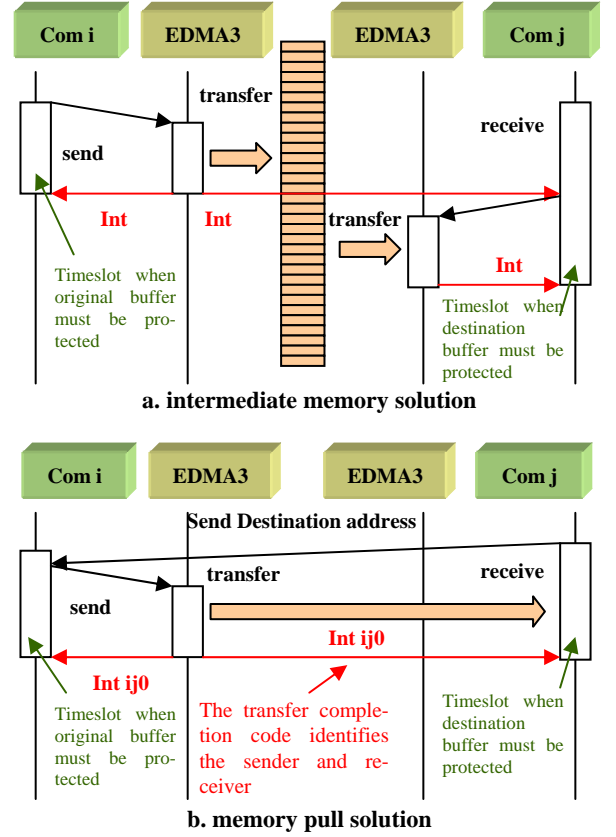 Com i
EDMA3
EDMA3
Com j
transfer
receive
send
Int
Int
transfer
Int
Timeslot when
original buffer
must be pro-
tected
Timeslot when
destination
buffer must be
protected
a. intermediate memory solution
Com i
EDMA3
EDMA3
Com j
Send Destination address
transfer
receive
send
Int ij0
Int ij0
Timeslot when
original buffer
must be pro-
tected
The transfer comple-
tion code identifies
the sender and re-
ceiver
Timeslot when
destination
buffer must be
protected
b. memory pull solution